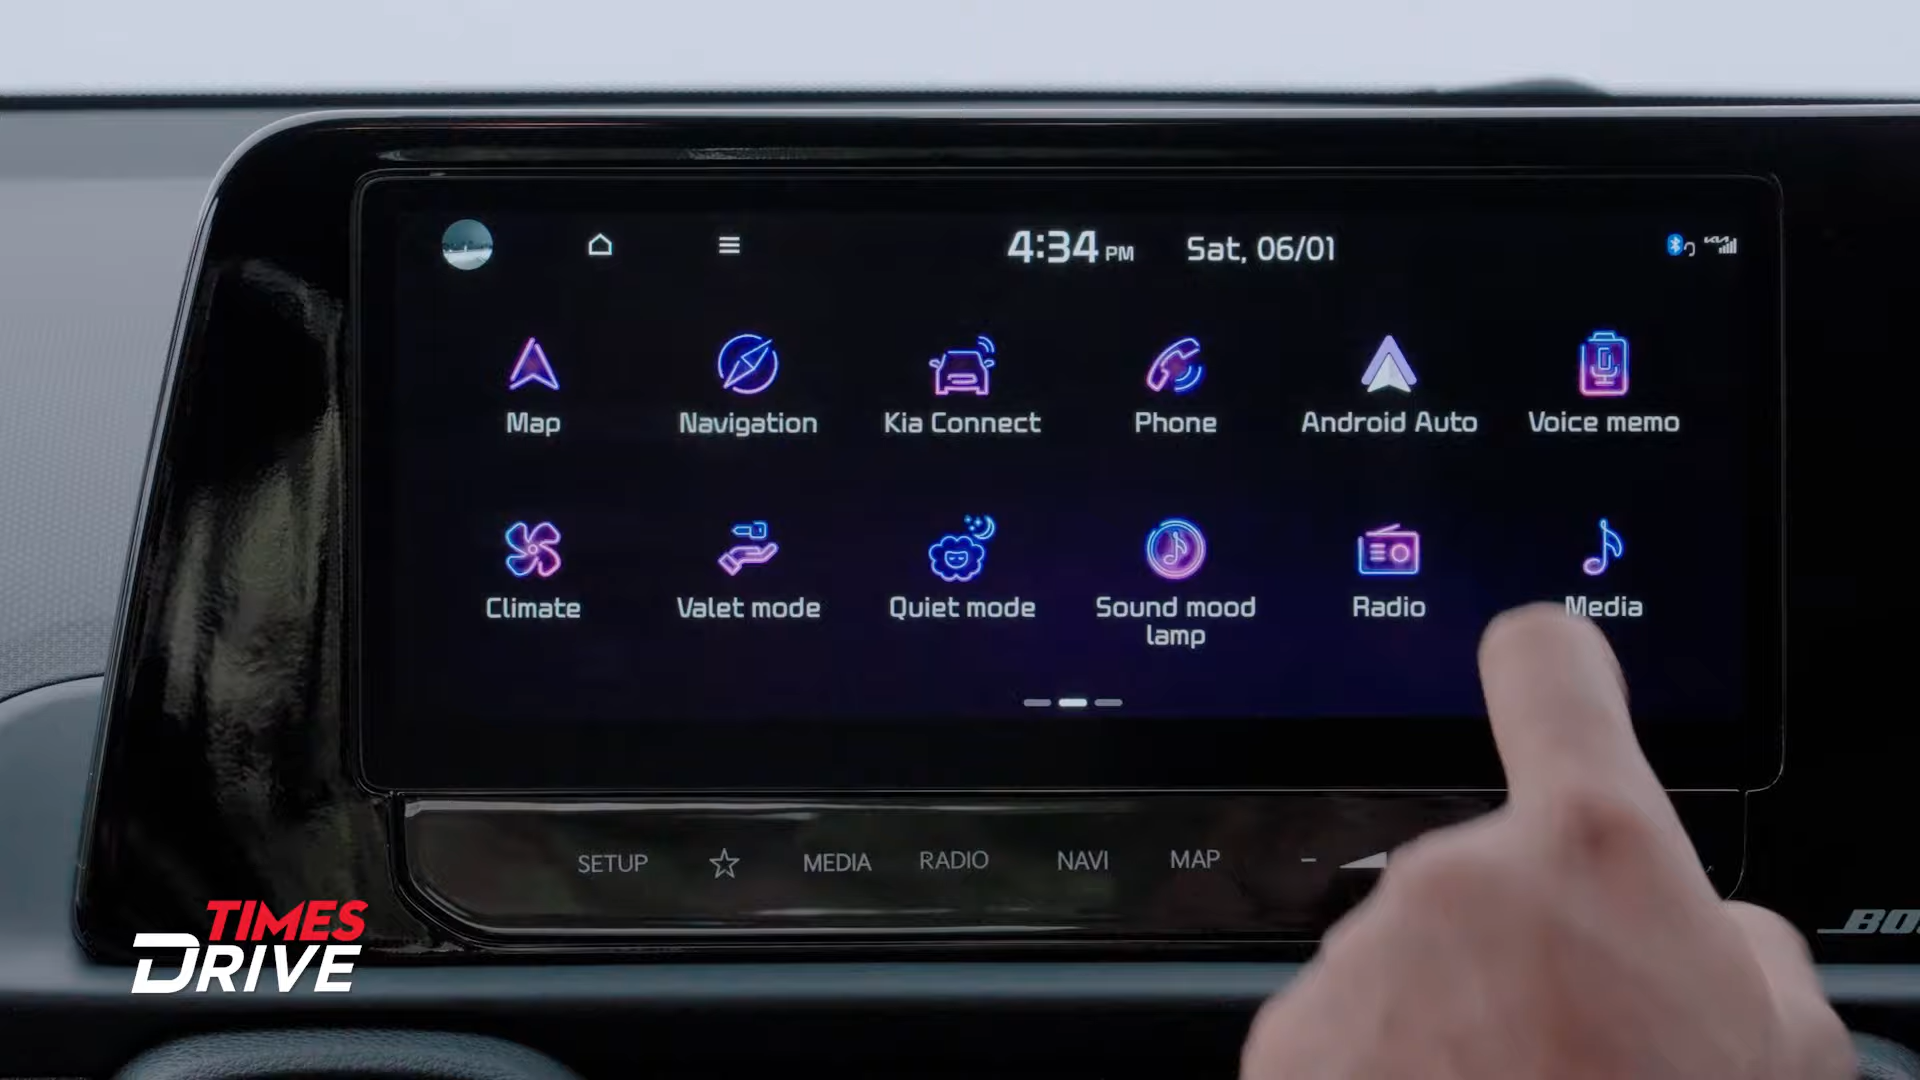 4:34 PM Sat, 06/01
Map Navigation Kia Connect Phone Android Auto Voice memo
Climate Valet mode Quiet mode Sound mood lamp Radio Media
SETUP MEDIA RADIO NAVI MAP
TIMES
DRIVE